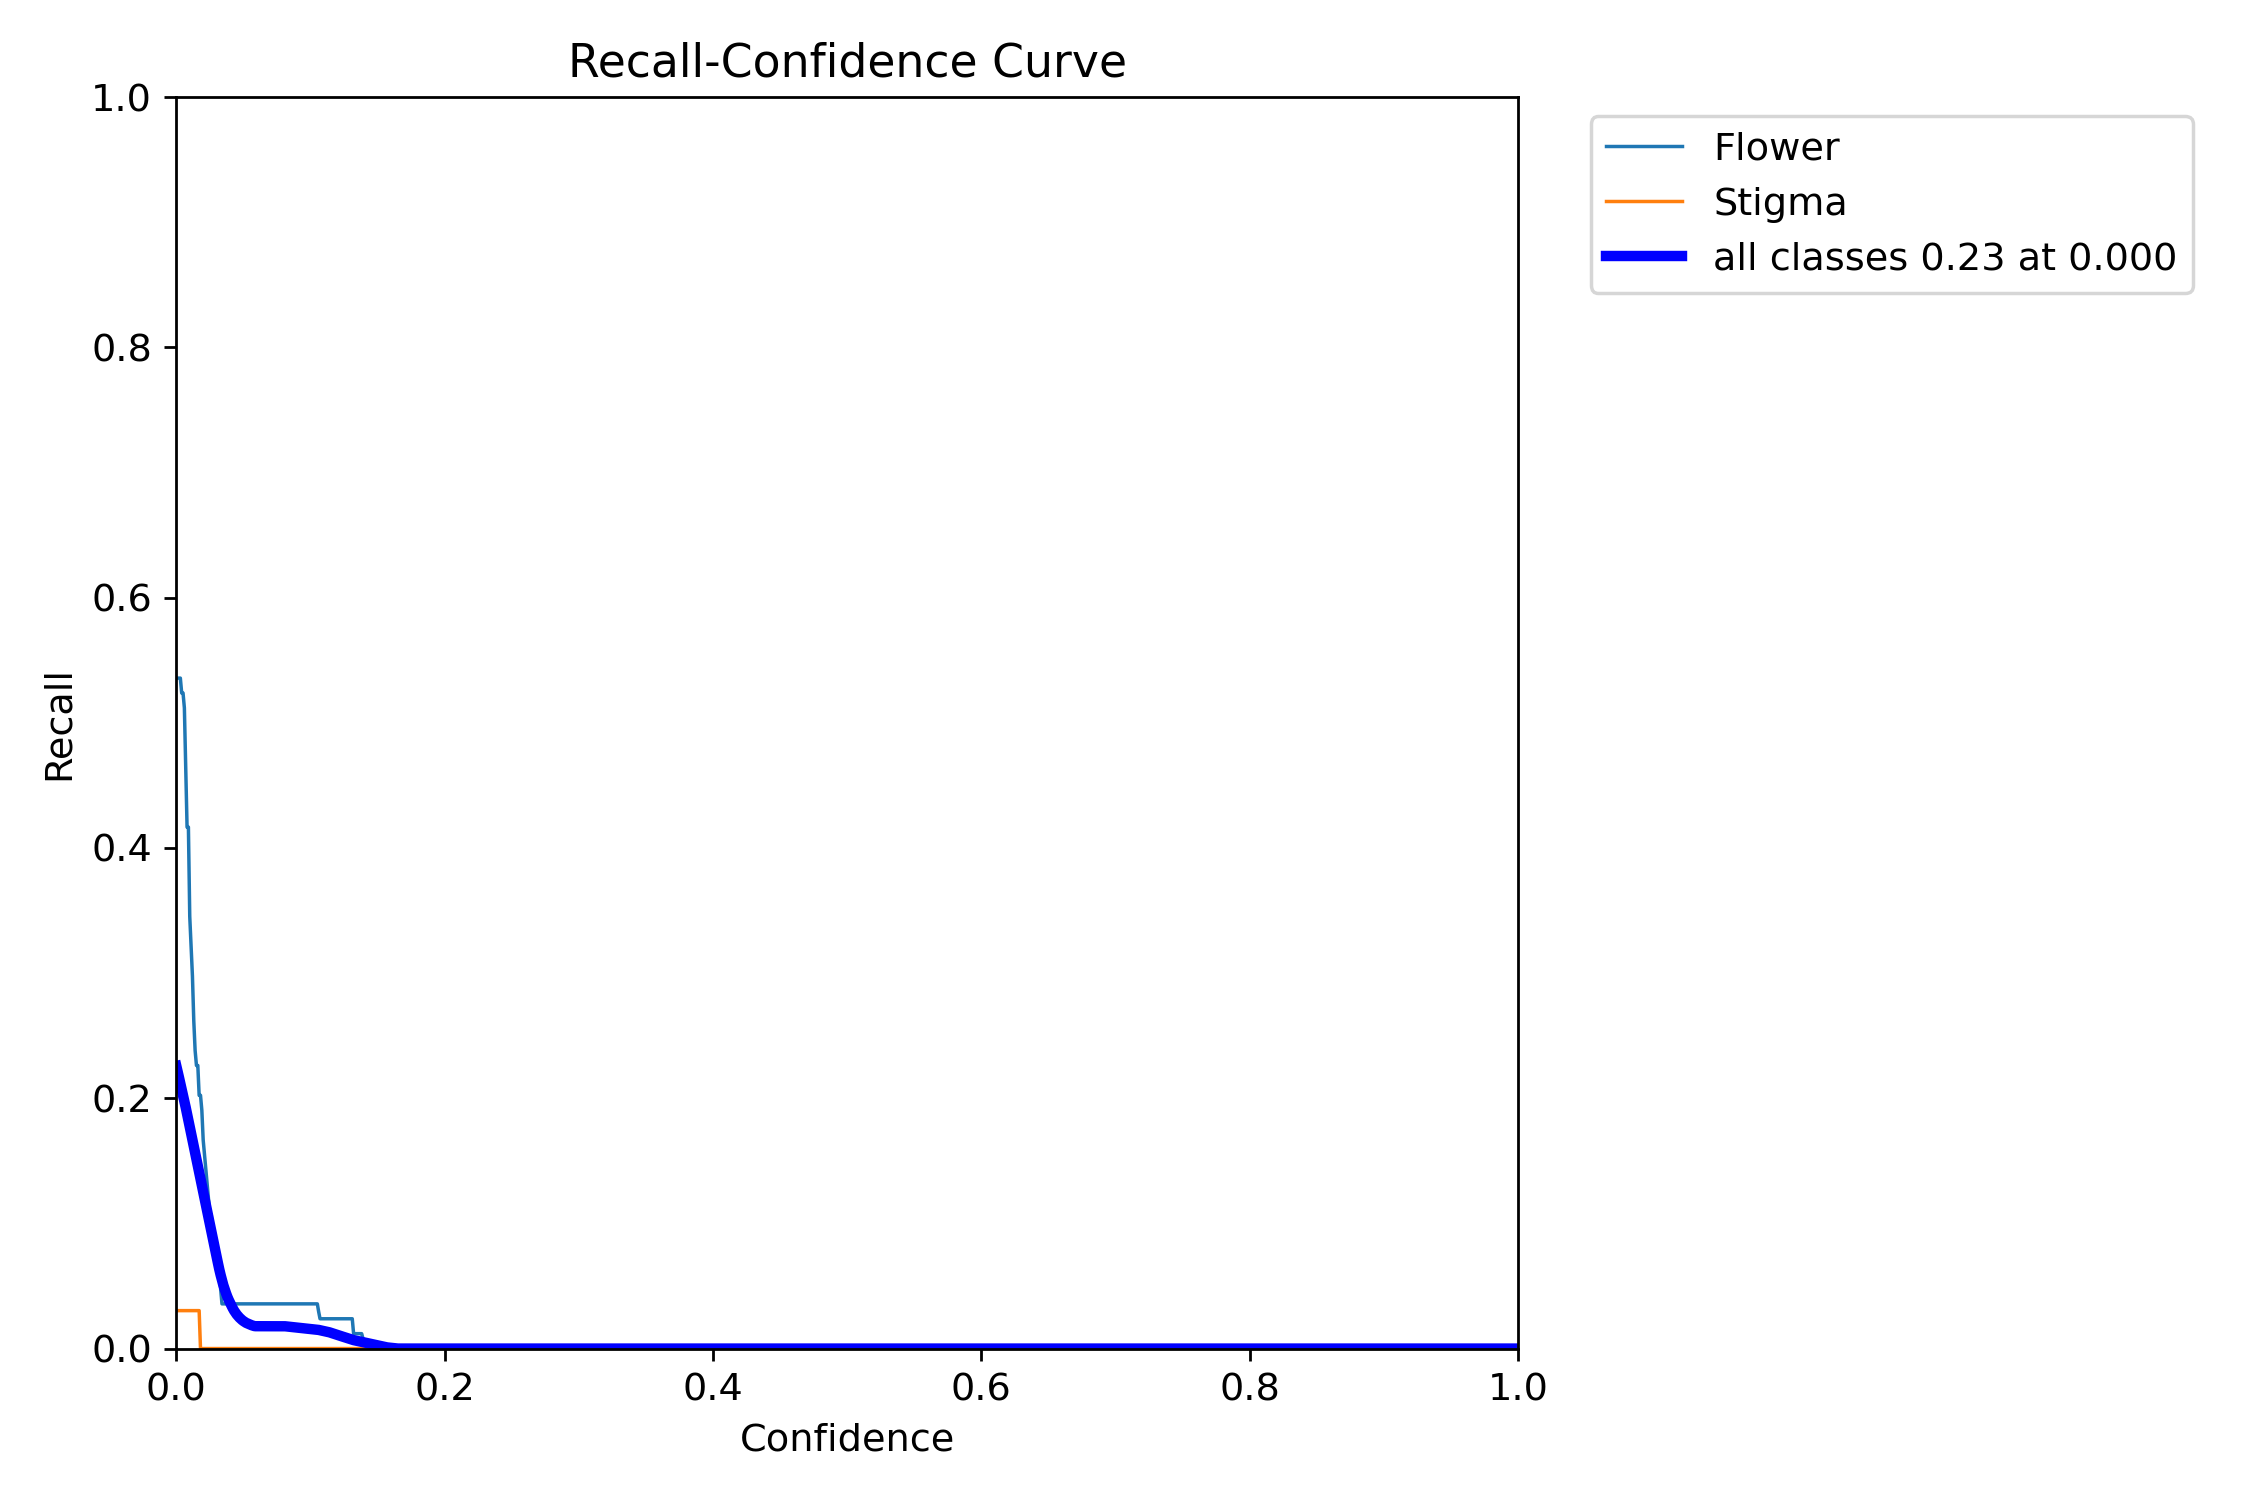 Recall-Confidence Curve
1.0
0.8
0.6
0.4
0.2
0.0
Recall
0.0 0.2 0.4 0.6 0.8 1.0
Confidence
Flower
Stigma
all classes 0.23 at 0.000